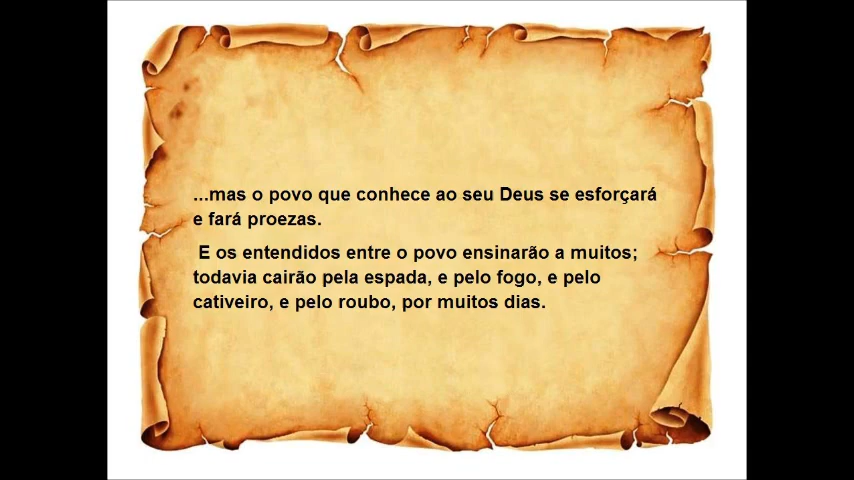 ...mas o povo que conhece ao seu Deus se esforçará
e fará proezas.
E os entendidos entre o povo ensinarão a muitos;
todavia cairão pela espada, e pelo fogo, e pelo
cativeiro, e pelo roubo, por muitos dias.